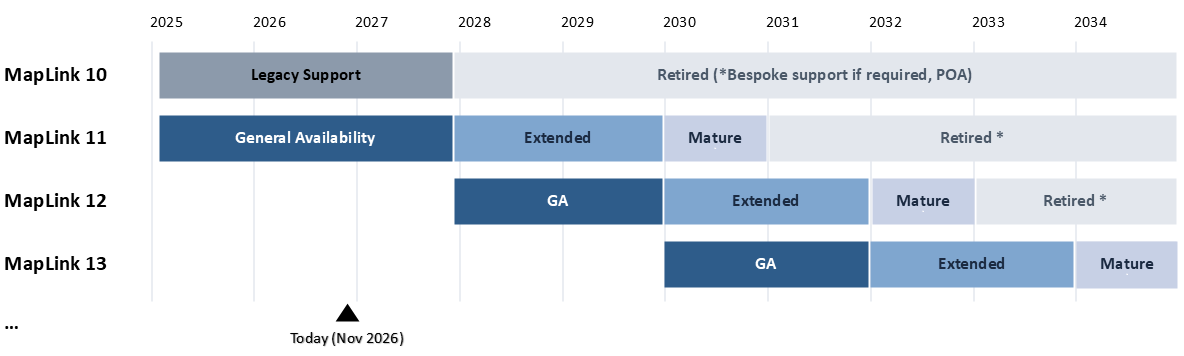 2025 2026 2027 2028 2029 2030 2031 2032 2033 2034
MapLink 10 Legacy Support Retired (*Bespoke support if required, POA)
MapLink 11 General Availability Extended Mature Retired *
MapLink 12 GA Extended Mature Retired *
MapLink 13 GA Extended Mature
...
Today (Nov 2026)